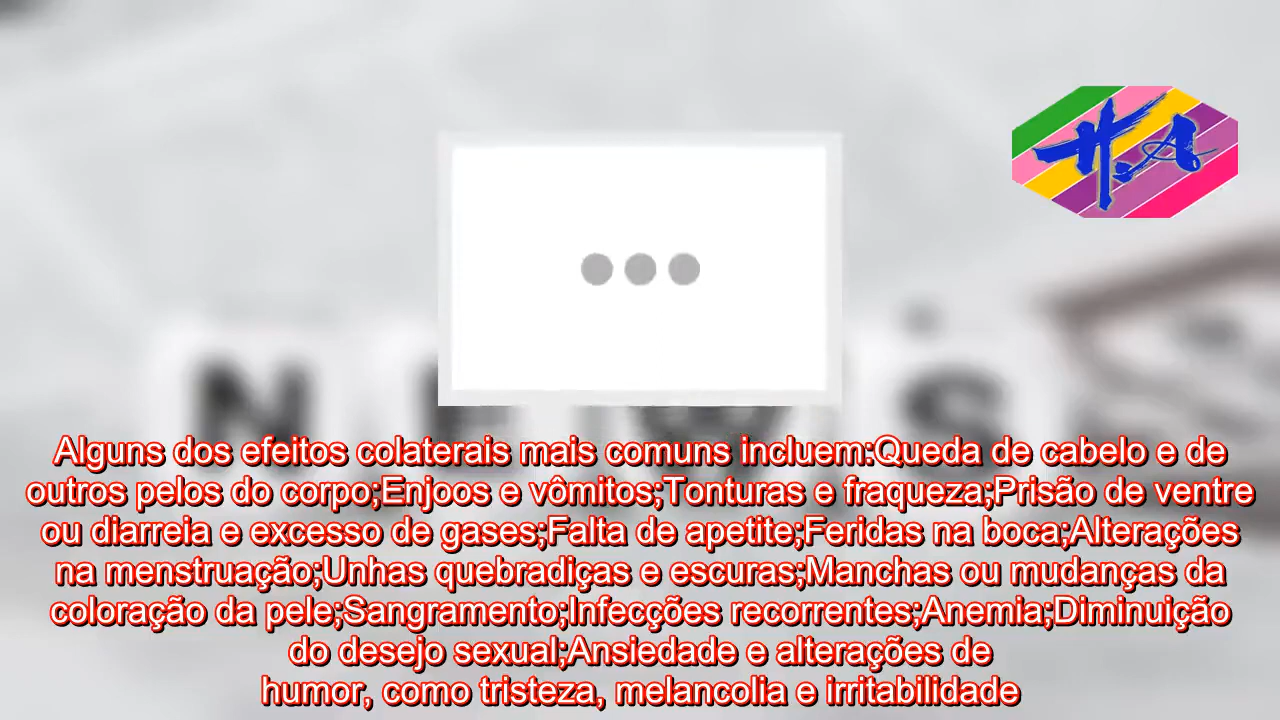 H.A
NEWS
Alguns dos efeitos colaterais mais comuns incluem:;Queda de cabelo e de
outros pelos do corpo;Enjoos e vômitos;Tonturas e fraqueza;Prisão de ventre
ou diarreia e excesso de gases;Falta de apetite;Feridas na boca;Alterações
na menstruação;Unhas quebradiças e escuras;Manchas ou mudanças da
coloração da pele;Sangramento;Infecções recorrentes;Anemia;Diminuição
do desejo sexual;Ansiedade e alterações de
humor, como tristeza, melancolia e irritabilidade